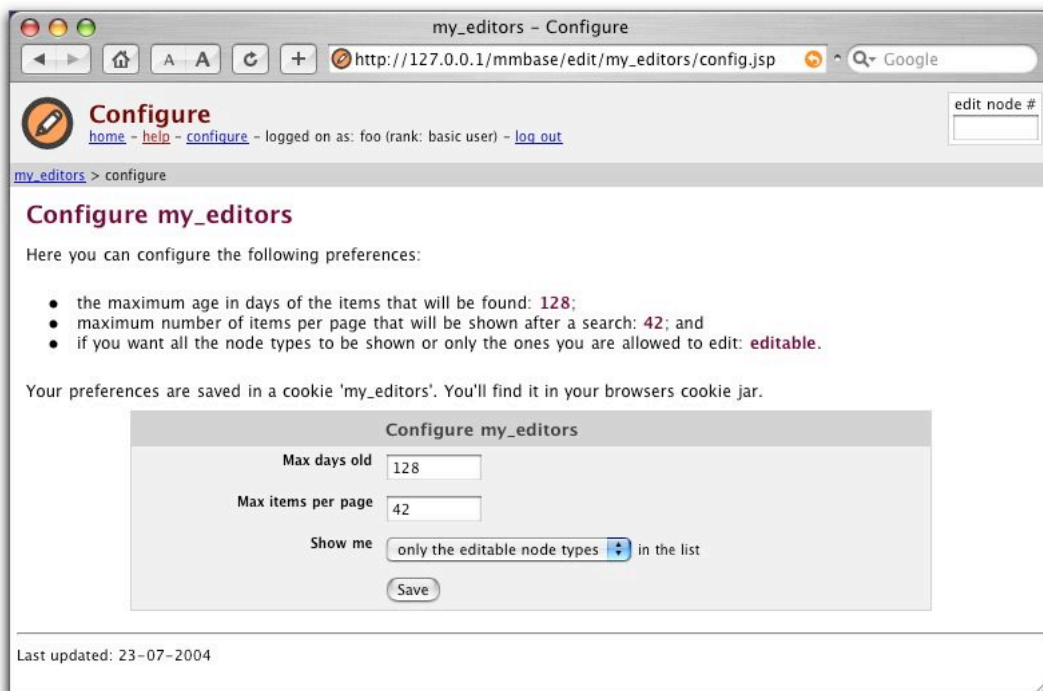 my_editors – Configure
A A
http://127.0.0.1/mmbase/edit/my_editors/config.jsp
Google
Configure
edit node #
home – help – configure – logged on as: foo (rank: basic user) – log out
my_editors > configure
Configure my_editors
Here you can configure the following preferences:
• the maximum age in days of the items that will be found: 128;
• maximum number of items per page that will be shown after a search: 42; and
• if you want all the node types to be shown or only the ones you are allowed to edit: editable.
Your preferences are saved in a cookie 'my_editors'. You'll find it in your browsers cookie jar.
Configure my_editors
Max days old 128
Max items per page 42
Show me only the editable node types in the list
Save
Last updated: 23-07-2004